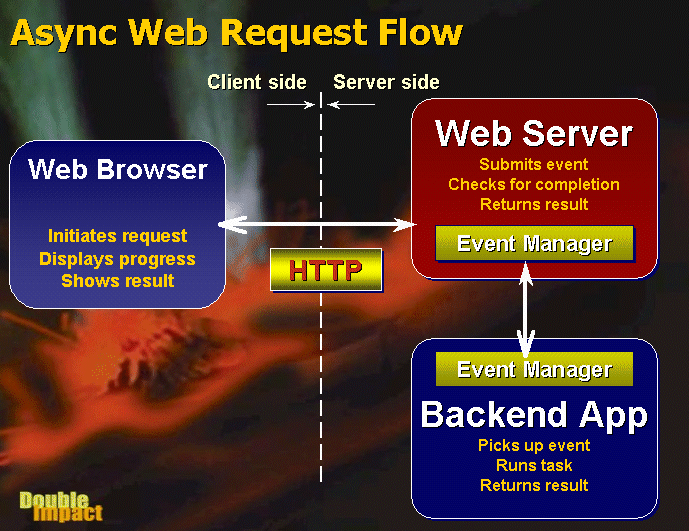 Async Web Request Flow
Client side
Server side
Web Browser
Initiates request
Displays progress
Shows result
HTTP
Web Server
Submits event
Checks for completion
Returns result
Event Manager
Event Manager
Backend App
Picks up event
Runs task
Returns result
Double
Impact